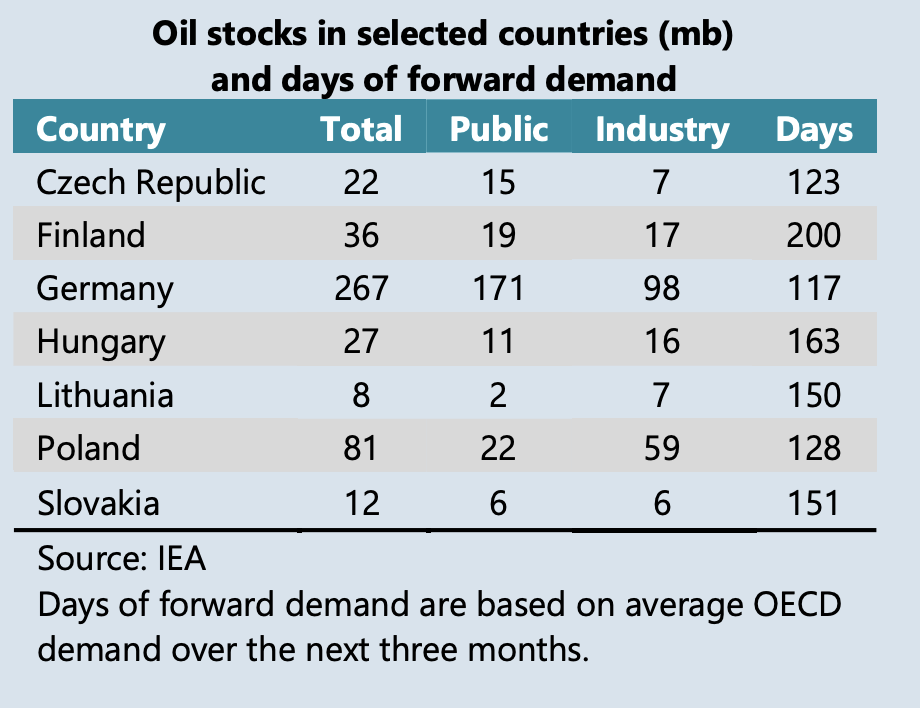 Oil stocks in selected countries (mb)
and days of forward demand
Country Total Public Industry Days
Czech Republic 22 15 7 123
Finland 36 19 17 200
Germany 267 171 98 117
Hungary 27 11 16 163
Lithuania 8 2 7 150
Poland 81 22 59 128
Slovakia 12 6 6 151
Source: IEA
Days of forward demand are based on average OECD
demand over the next three months.